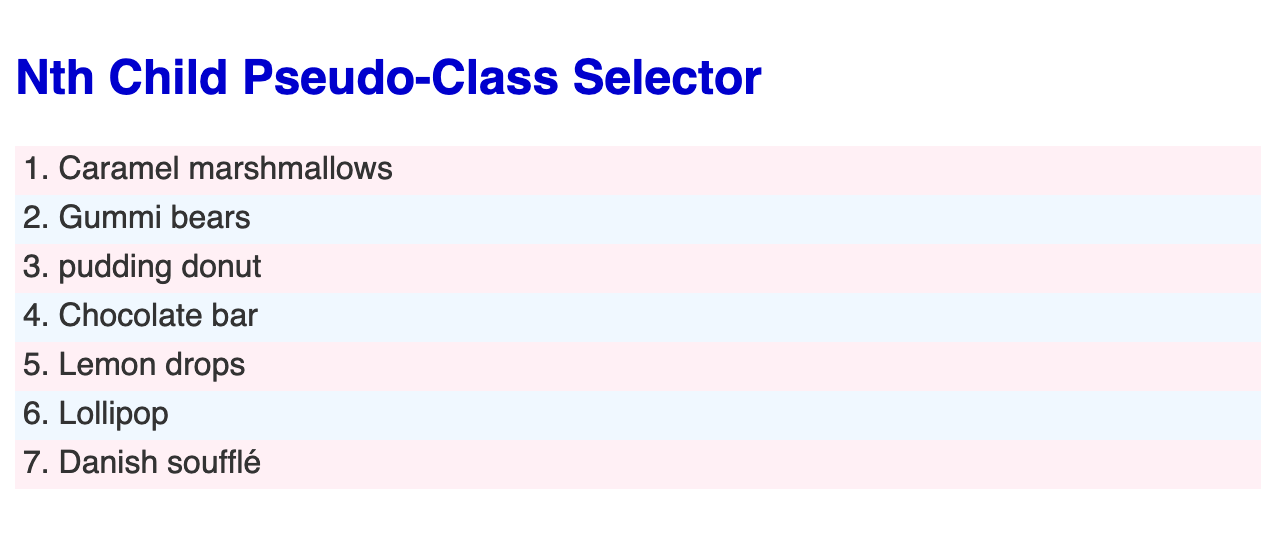 Nth Child Pseudo-Class Selector
1. Caramel marshmallows
2. Gummi bears
3. pudding donut
4. Chocolate bar
5. Lemon drops
6. Lollipop
7. Danish soufflé